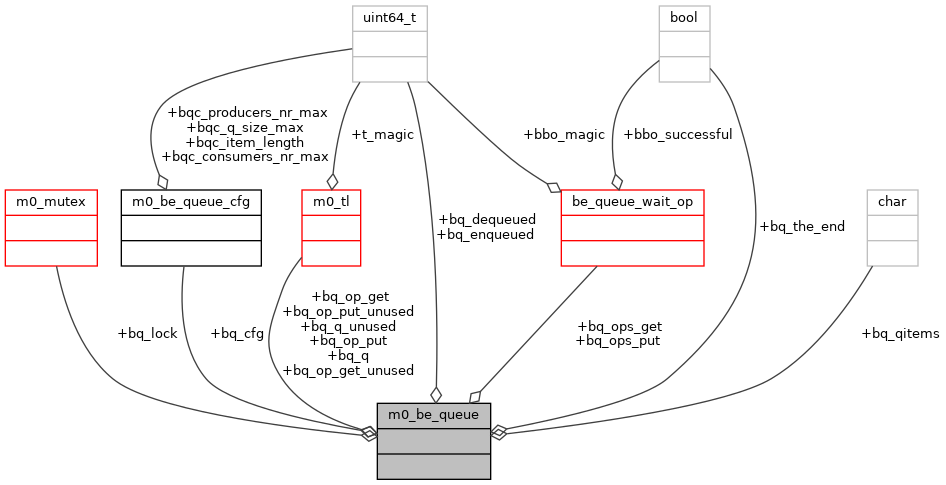 uint64_t
bool
+bqc_producers_nr_max
+bqc_q_size_max
+bqc_item_length
+bqc_consumers_nr_max
+t_magic
+bbo_magic
+bbo_successful
m0_mutex
m0_be_queue_cfg
m0_tl
be_queue_wait_op
char
+bq_dequeued
+bq_enqueued
+bq_the_end
+bq_lock
+bq_cfg
+bq_op_get
+bq_op_put_unused
+bq_q_unused
+bq_op_put
+bq_q
+bq_op_get_unused
+bq_ops_get
+bq_ops_put
+bq_qitems
m0_be_queue